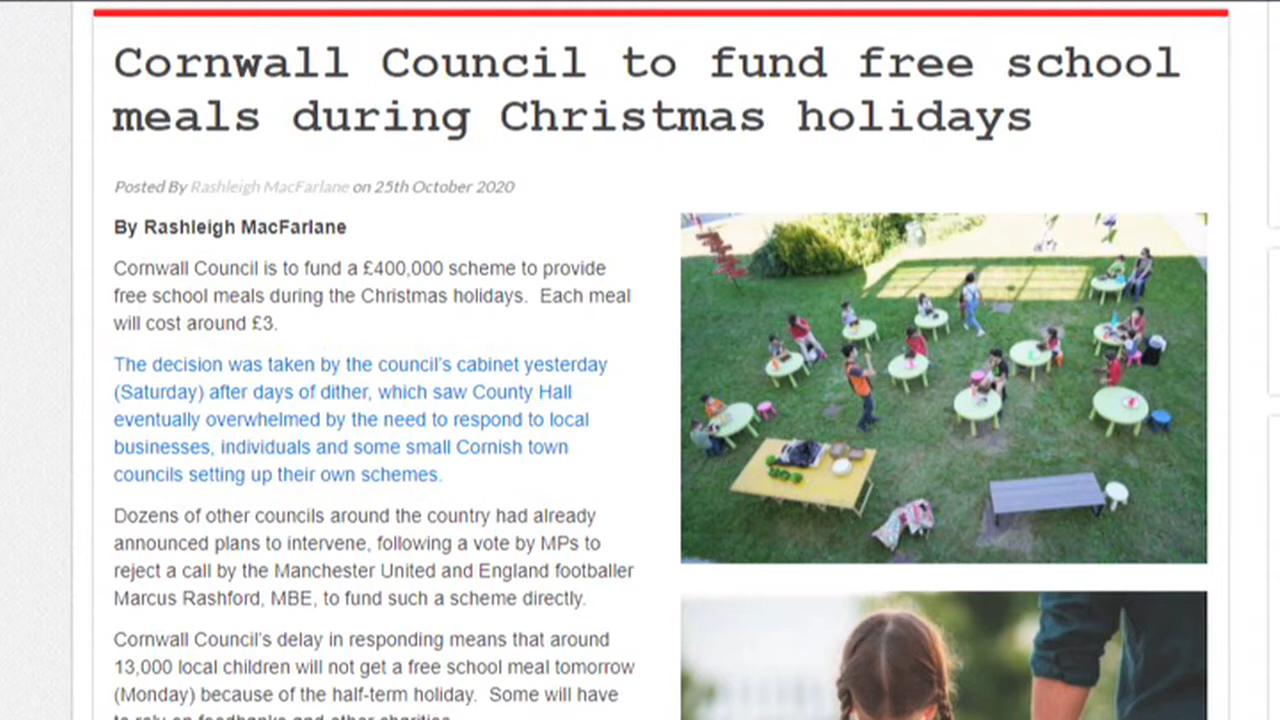 Cornwall Council to fund free school
meals during Christmas holidays
Posted By Rashleigh MacFarlane on 25th October 2020
By Rashleigh MacFarlane
Cornwall Council is to fund a £400,000 scheme to provide
free school meals during the Christmas holidays.  Each meal
will cost around £3.
The decision was taken by the council's cabinet yesterday
(Saturday) after days of dither, which saw County Hall
eventually overwhelmed by the need to respond to local
businesses, individuals and some small Cornish town
councils setting up their own schemes.
Dozens of other councils around the country had already
announced plans to intervene, following a vote by MPs to
reject a call by the Manchester United and England footballer
Marcus Rashford, MBE, to fund such a scheme directly.
Cornwall Council's delay in responding means that around
13,000 local children will not get a free school meal tomorrow
(Monday) because of the half-term holiday.  Some will have
to rely on foodbanks and other charities.